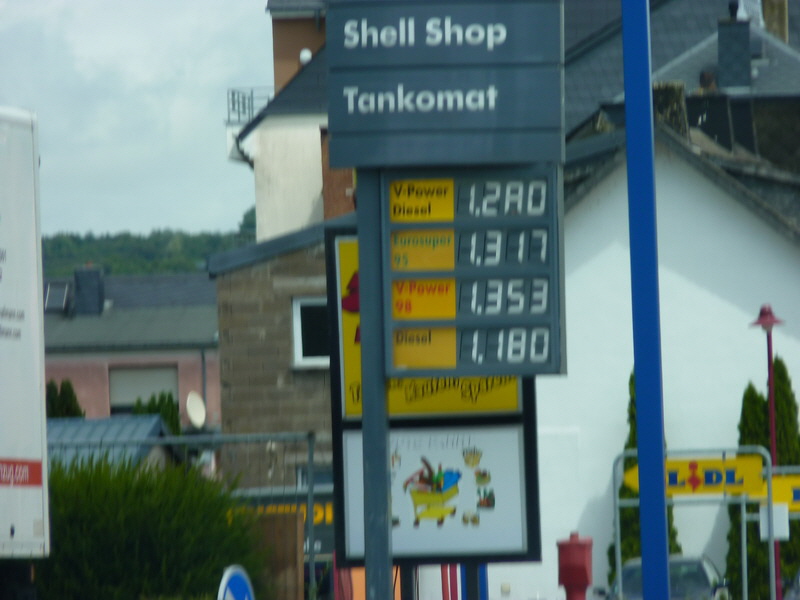 Shell Shop
Tankomat
V-Power
Diesel
1.2A0
Eurosuper
95
1.317
V-Power
98
1.353
Diesel
1.180
LIDL